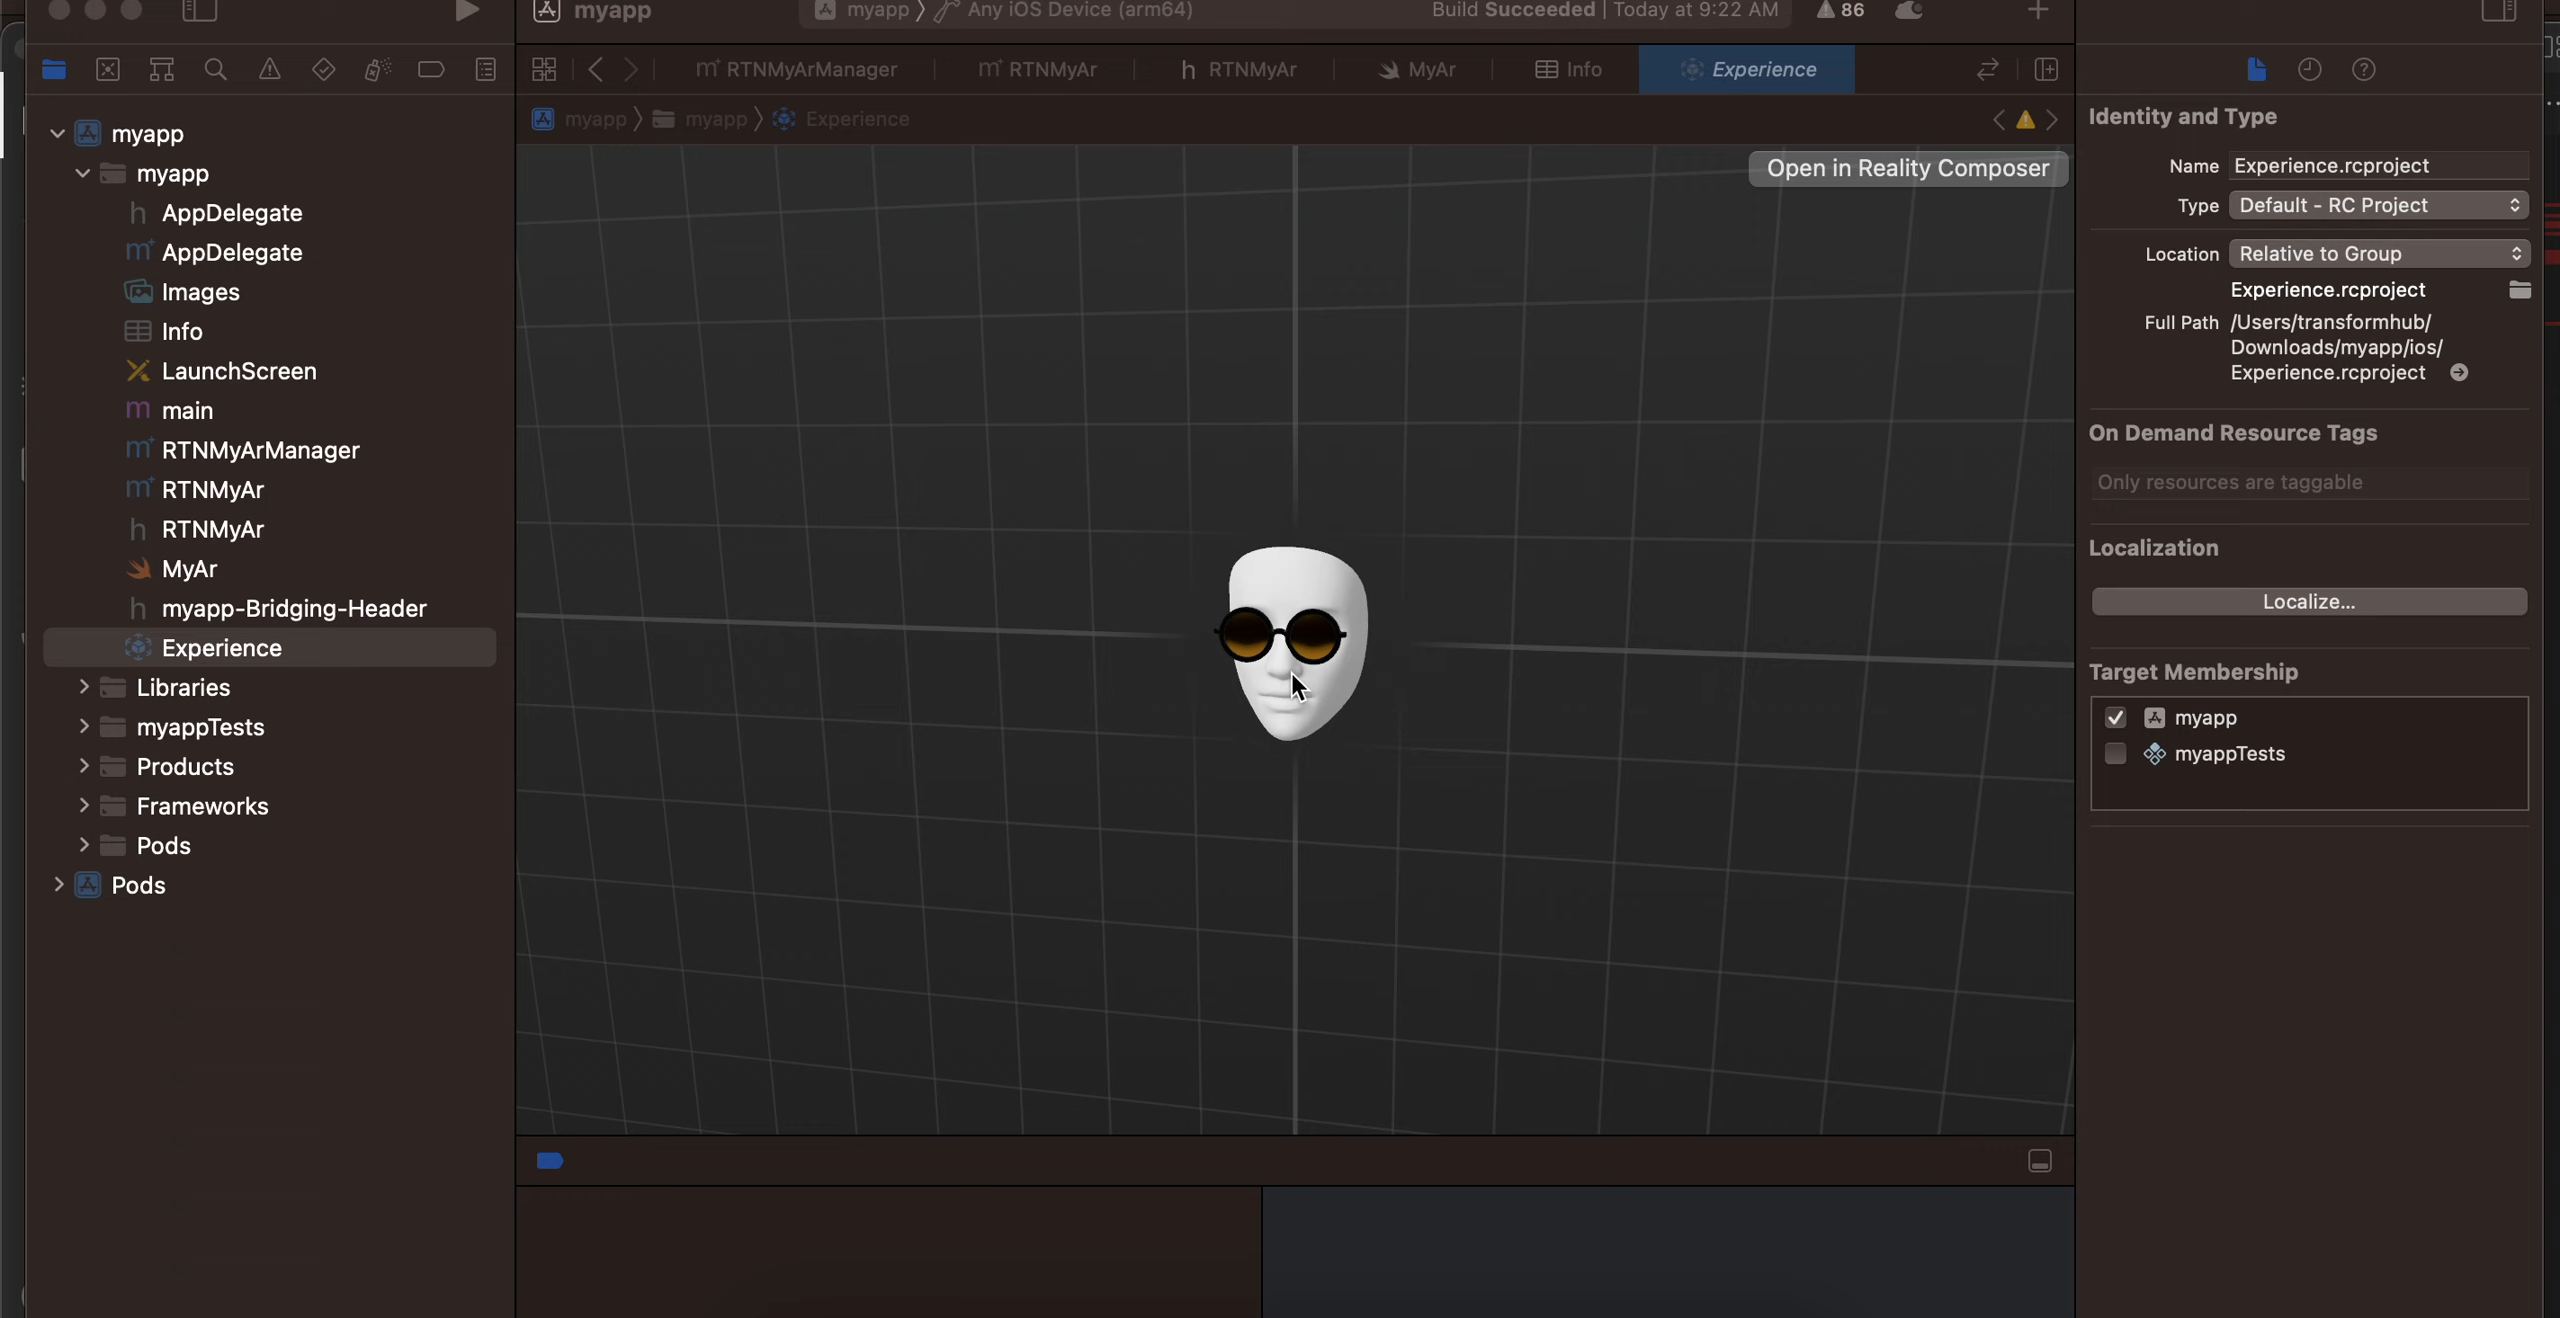 myapp
myapp
Any iOS Device (arm64)
Build Succeeded | Today at 9:22 AM
86
RTNMyArManager
RTNMyAr
RTNMyAr
MyAr
Info
Experience
myapp
myapp
Experience
Open in Reality Composer
myapp
myapp
AppDelegate
AppDelegate
Images
Info
LaunchScreen
main
RTNMyArManager
RTNMyAr
RTNMyAr
MyAr
myapp-Bridging-Header
Experience
Libraries
myappTests
Products
Frameworks
Pods
Pods
Identity and Type
Name Experience.rcproject
Type Default - RC Project
Location Relative to Group
Experience.rcproject
Full Path /Users/transformhub/
Downloads/myapp/ios/
Experience.rcproject
On Demand Resource Tags
Only resources are taggable
Localization
Localize...
Target Membership
myapp
myappTests